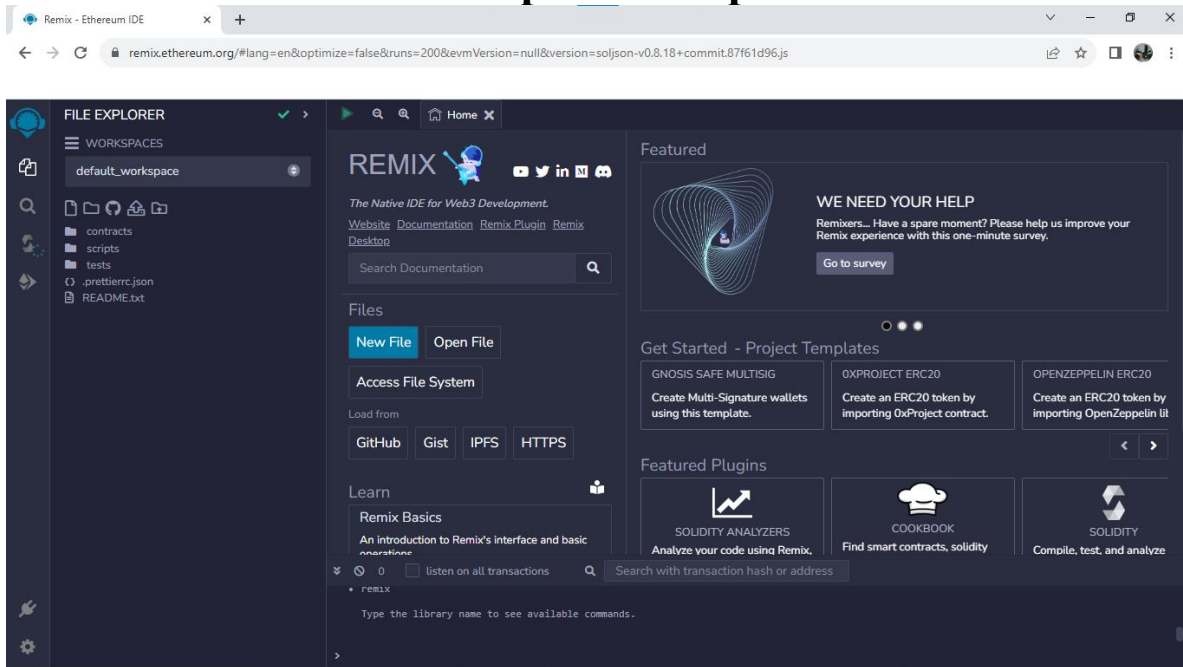 Remix - Ethereum IDE
remix.ethereum.org/#lang=en&optimize=false&runs=200&evmVersion=null&version=soljson-v0.8.18+commit.87f61d96.js
FILE EXPLORER
WORKSPACES
default_workspace
contracts
scripts
tests
.prettierrc.json
README.txt
Home
REMIX
The Native IDE for Web3 Development.
Website Documentation Remix Plugin Remix
Desktop
Search Documentation
Files
New File Open File
Access File System
Load from
GitHub Gist IPFS HTTPS
Learn
Remix Basics
An introduction to Remix's interface and basic
operations
Featured
WE NEED YOUR HELP
Remixers... Have a spare moment? Please help us improve your
Remix experience with this one-minute
survey.
Go to survey
Get Started - Project Templates
GNOSIS SAFE MULTISIG
Create Multi-Signature wallets
using this template.
0XPROJECT ERC20
Create an ERC20 token by
importing 0xProject contract.
OPENZEPPELIN ERC20
Create an ERC20 token by
importing OpenZeppelin lib
Featured Plugins
SOLIDITY ANALYZERS
Analyze your code using Remix,
COOKBOOK
Find smart contracts, solidity
SOLIDITY
Compile, test, and analyze
0 listen on all transactions Search with transaction hash or address
• remix
Type the library name to see available commands.
>